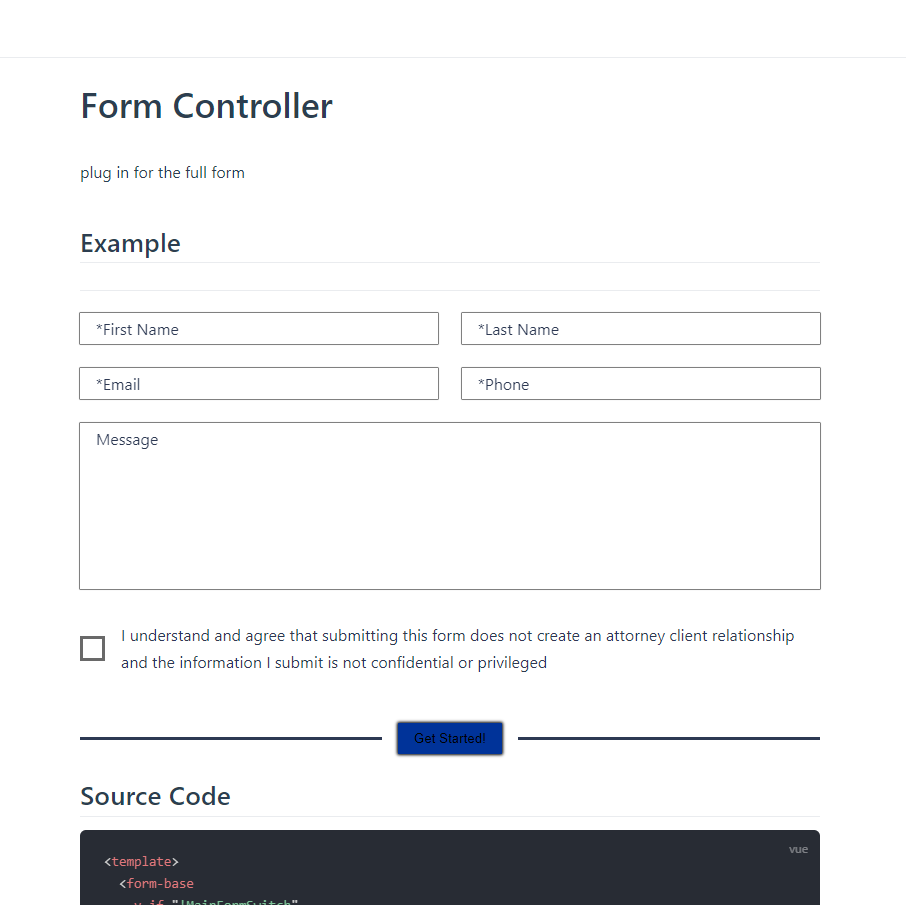 Form Controller
plug in for the full form
Example
*First Name
*Last Name
*Email
*Phone
Message
I understand and agree that submitting this form does not create an attorney client relationship
and the information I submit is not confidential or privileged
Get Started!
Source Code
vue
<template>
<form-base
v-if="!MainFormSwitch"